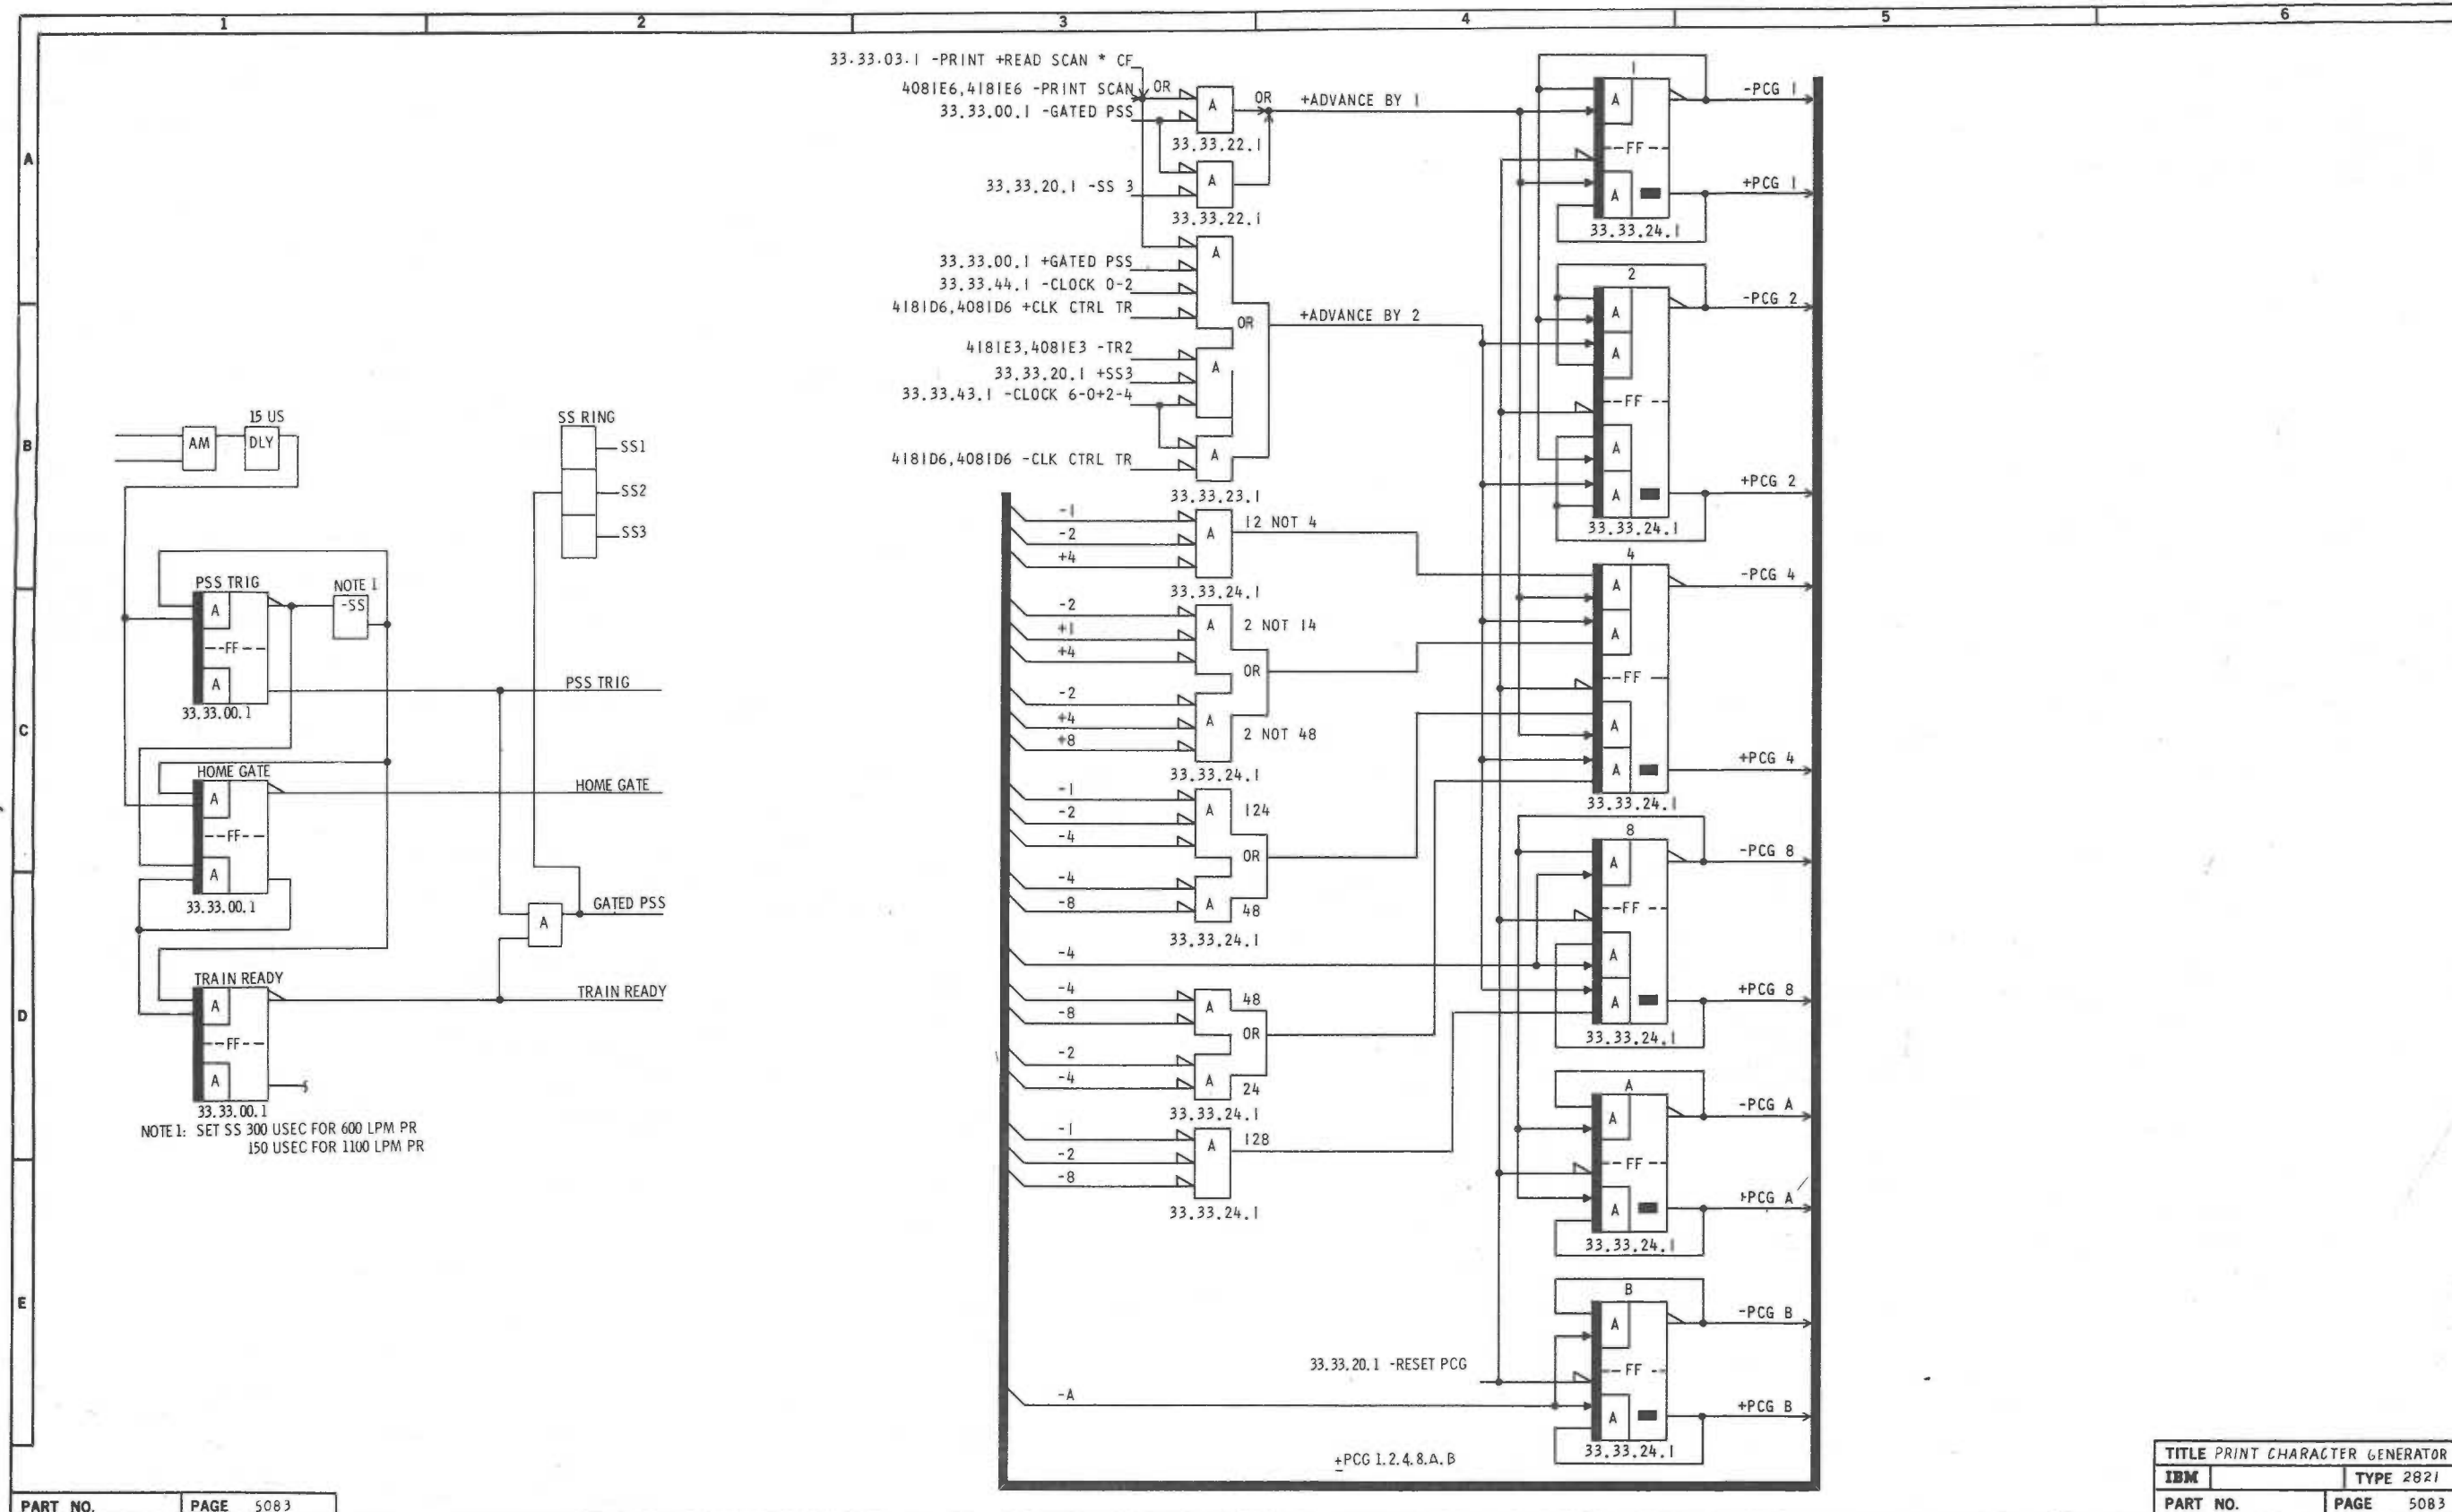 1 2 3 4 5 6
A
B
C
D
E
15 US
AM
DLY
SS RING
SS1
SS2
SS3
PSS TRIG
NOTE 1
A
-SS
--FF--
A
33.33.00.1
PSS TRIG
HOME GATE
A
--FF--
A
33.33.00.1
HOME GATE
A
GATED PSS
TRAIN READY
A
--FF--
A
33.33.00.1
TRAIN READY
NOTE 1: SET SS 300 USEC FOR 600 LPM PR
150 USEC FOR 1100 LPM PR
33.33.03.1 -PRINT +READ SCAN * CF
4081E6,4181E6 -PRINT SCAN
33.33.00.1 -GATED PSS
OR
A
OR
+ADVANCE BY 1
33.33.22.1
33.33.20.1 -SS 3
A
33.33.22.1
33.33.00.1 +GATED PSS
33.33.44.1 -CLOCK 0-2
4181D6,4081D6 +CLK CTRL TR
A
OR
+ADVANCE BY 2
4181E3,4081E3 -TR2
33.33.20.1 +SS3
33.33.43.1 -CLOCK 6-0+2-4
A
4181D6,4081D6 -CLK CTRL TR
A
33.33.23.1
-1
-2
+4
A
12 NOT 4
33.33.24.1
-2
+1
+4
A
2 NOT 14
OR
-2
+4
+8
A
2 NOT 48
33.33.24.1
-1
-2
-4
A
124
OR
-4
-8
A
48
33.33.24.1
-4
-4
-8
A
48
OR
-2
-4
A
24
33.33.24.1
-1
-2
-8
A
128
33.33.24.1
33.33.20.1 -RESET PCG
-A
+PCG 1.2.4.8.A.B
1
A
--FF--
A
33.33.24.1
-PCG 1
+PCG 1
2
A
A
--FF--
A
A
33.33.24.1
-PCG 2
+PCG 2
4
A
A
--FF--
A
A
33.33.24.1
-PCG 4
+PCG 4
8
A
--FF--
A
A
33.33.24.1
-PCG 8
+PCG 8
A
A
--FF--
A
33.33.24.1
-PCG A
+PCG A
B
A
--FF--
A
33.33.24.1
-PCG B
+PCG B
PART NO. PAGE 5083
TITLE PRINT CHARACTER GENERATOR
IBM TYPE 2821
PART NO. PAGE 5083